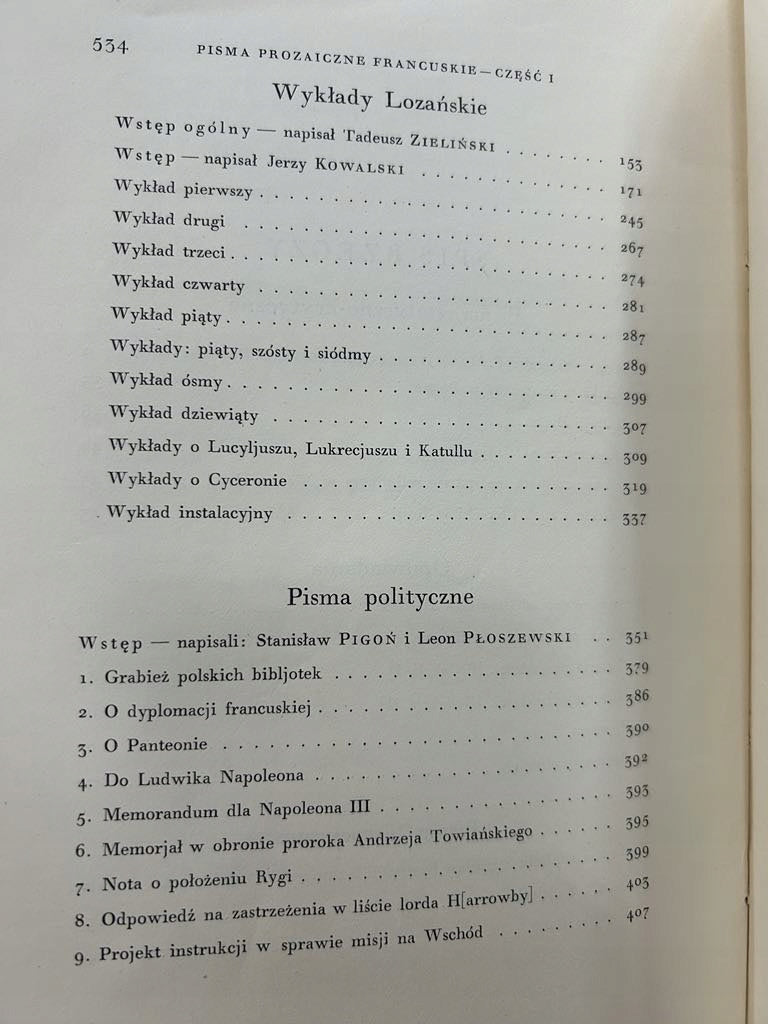 534 PISMA PROZAICZNE FRANCUSKIE — CZĘŚĆ I
Wykłady Lozańskie
Wstęp ogólny — napisał Tadeusz ZIELIŃSKI . . . . . . . . 153
Wstęp — napisał Jerzy KOWALSKI . . . . . . . . . . . . 171
Wykład pierwszy . . . . . . . . . . . . . . . . . . . . 245
Wykład drugi . . . . . . . . . . . . . . . . . . . . . 267
Wykład trzeci . . . . . . . . . . . . . . . . . . . . . 274
Wykład czwarty . . . . . . . . . . . . . . . . . . . . 281
Wykład piąty . . . . . . . . . . . . . . . . . . . . . 287
Wykłady: piąty, szósty i siódmy . . . . . . . . . . . . . 289
Wykład ósmy . . . . . . . . . . . . . . . . . . . . . 299
Wykład dziewiąty . . . . . . . . . . . . . . . . . . . 307
Wykłady o Lucyljuszu, Lukrecjuszu i Katullu . . . . . . . . 309
Wykłady o Cyceronie . . . . . . . . . . . . . . . . . 319
Wykład instalacyjny . . . . . . . . . . . . . . . . . . 337
Pisma polityczne
Wstęp — napisali: Stanisław PIGOŃ i Leon PŁOSZEWSKI . . 351
1. Grabież polskich bibljotek . . . . . . . . . . . . . . . 379
2. O dyplomacji francuskiej . . . . . . . . . . . . . . . . 386
3. O Panteonie . . . . . . . . . . . . . . . . . . . . . 390
4. Do Ludwika Napoleona . . . . . . . . . . . . . . . . 392
5. Memorandum dla Napoleona III . . . . . . . . . . . . . 393
6. Memorjał w obronie proroka Andrzeja Towiańskiego . . . . . 395
7. Nota o położeniu Rygi . . . . . . . . . . . . . . . . . 399
8. Odpowiedź na zastrzeżenia w liście lorda H[arrowby] . . . . . 403
9. Projekt instrukcji w sprawie misji na Wschód . . . . . . . . 407